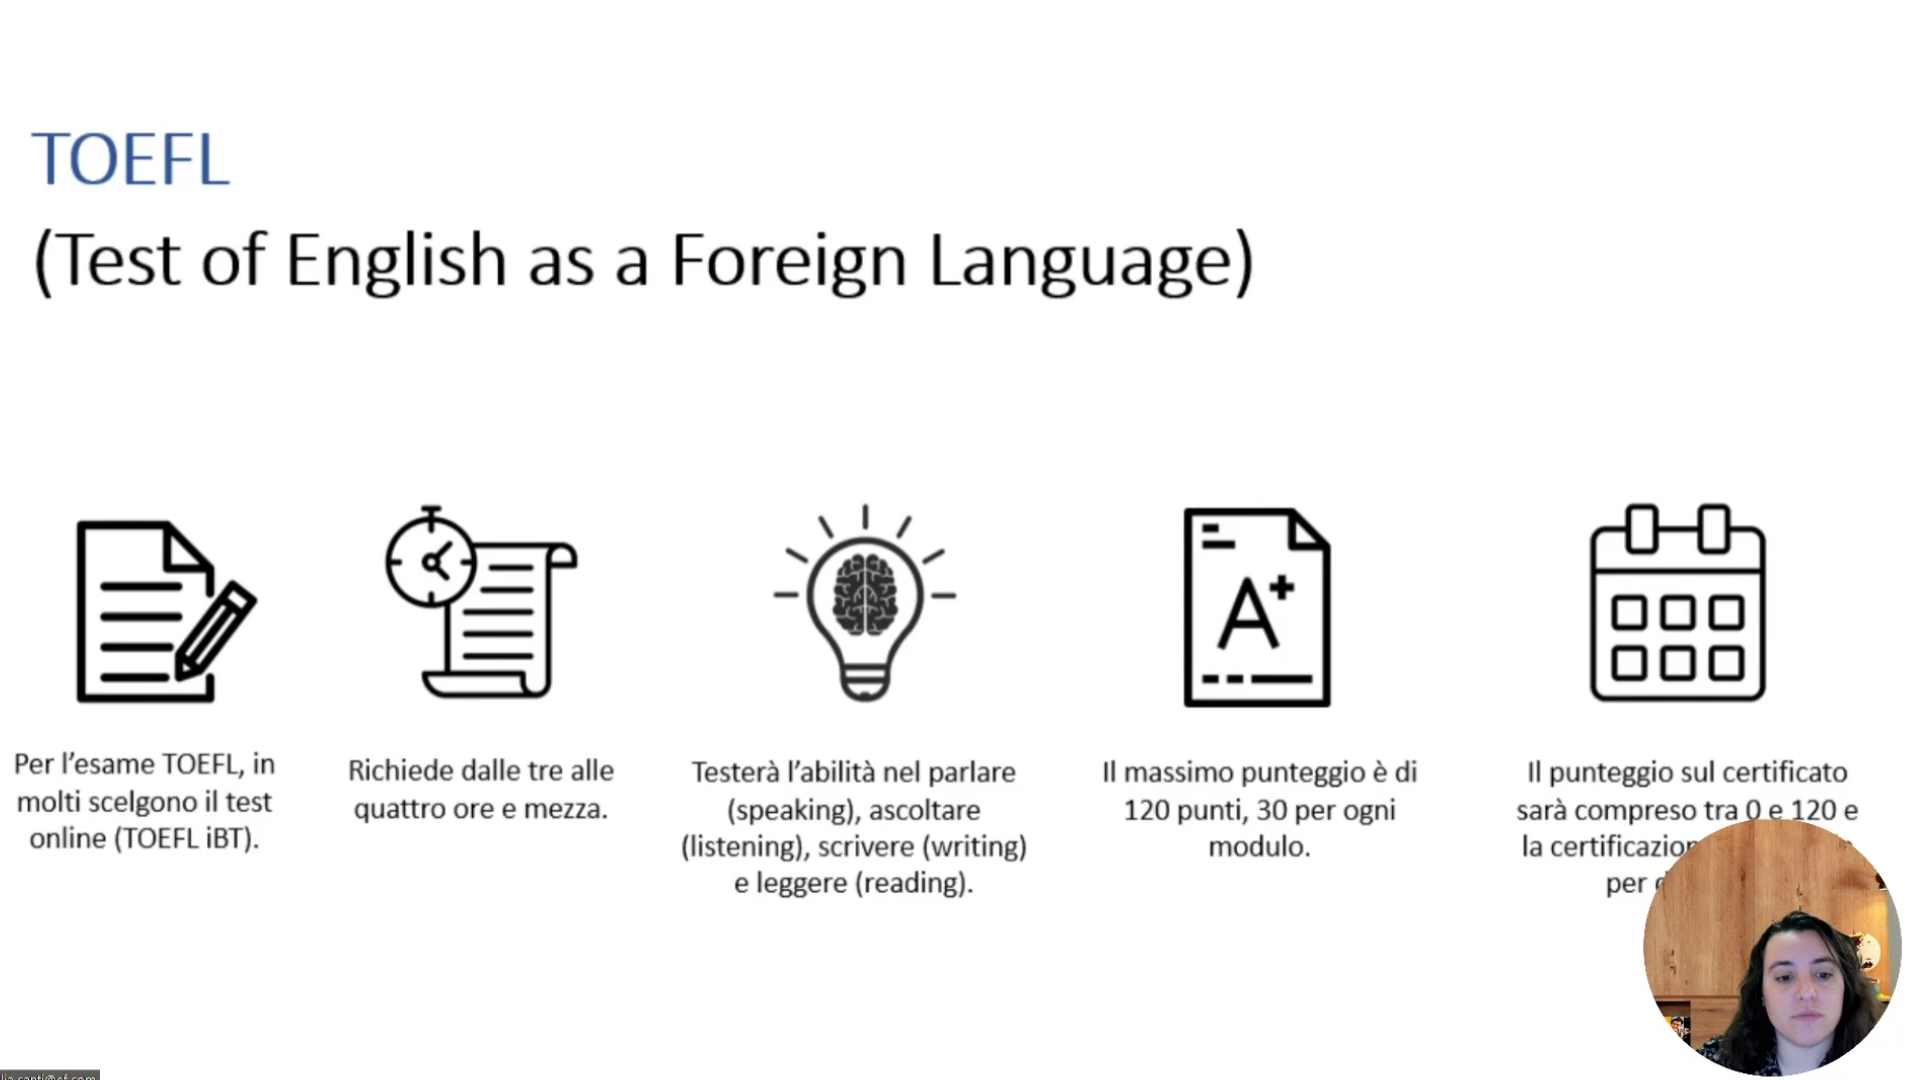 TOEFL
(Test of English as a Foreign Language)
Per l’esame TOEFL, in
molti scelgono il test
online (TOEFL iBT).
Richiede dalle tre alle
quattro ore e mezza.
Testerà l’abilità nel parlare
(speaking), ascoltare
(listening), scrivere (writing)
e leggere (reading).
Il massimo punteggio è di
120 punti, 30 per ogni
modulo.
A+
Il punteggio sul certificato
sarà compreso tra 0 e 120 e
la
per